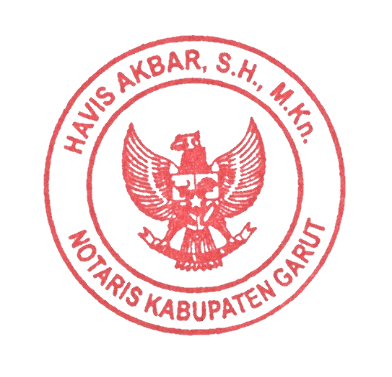 HAVIS AKBAR, S.H., M.Kn.
NOTARIS KABUPATEN GARUT